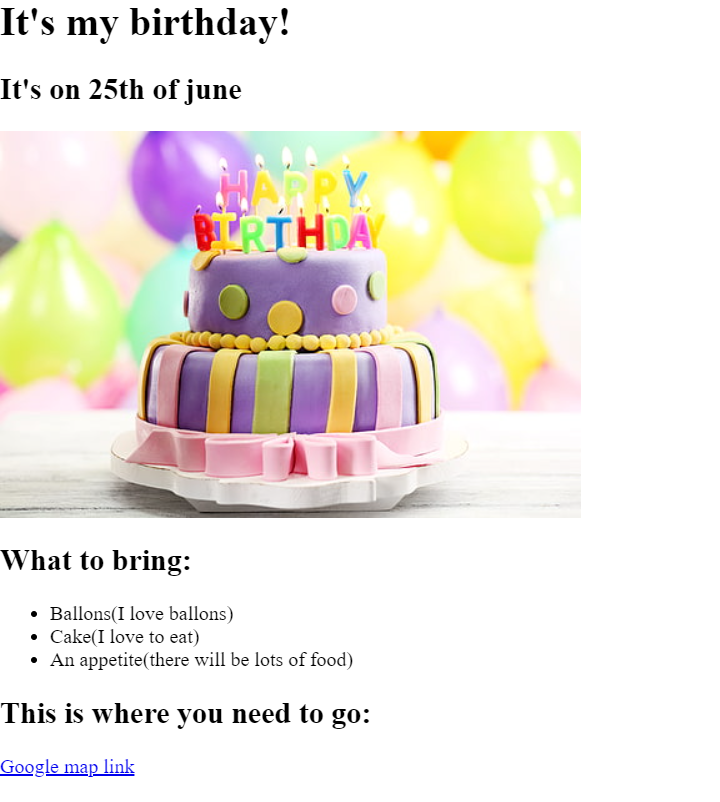 It's my birthday!
It's on 25th of june
HAPPY
BIRTHDAY
What to bring:
Ballons(I love ballons)
Cake(I love to eat)
An appetite(there will be lots of food)
This is where you need to go:
Google map link